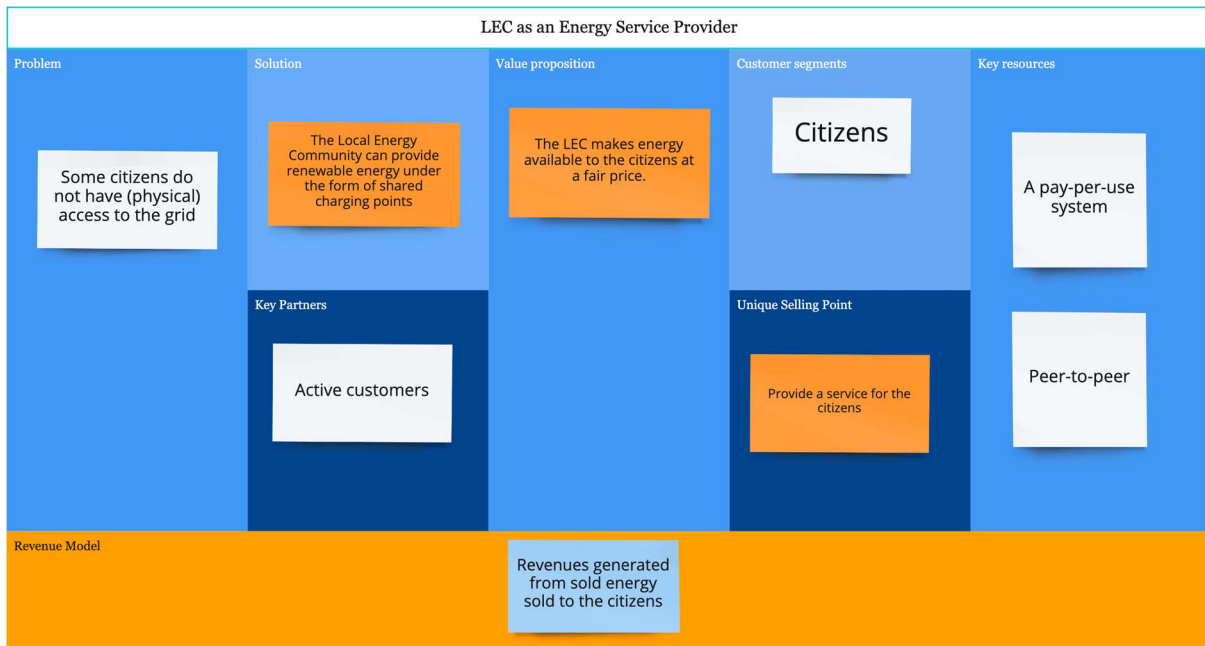 LEC as an Energy Service Provider
Problem
Some citizens do
not have (physical)
access to the grid
Solution
The Local Energy
Community can provide
renewable energy under
the form of shared
charging points
Key Partners
Active customers
Value proposition
The LEC makes energy
available to the citizens at
a fair price.
Customer segments
Citizens
Unique Selling Point
Provide a service for the
citizens
Key resources
A pay-per-use
system
Peer-to-peer
Revenue Model
Revenues generated
from sold energy
sold to the citizens